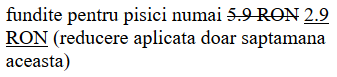 fundite pentru pisici numai 5.9 RON 2.9
RON (reducere aplicata doar saptamana
aceasta)